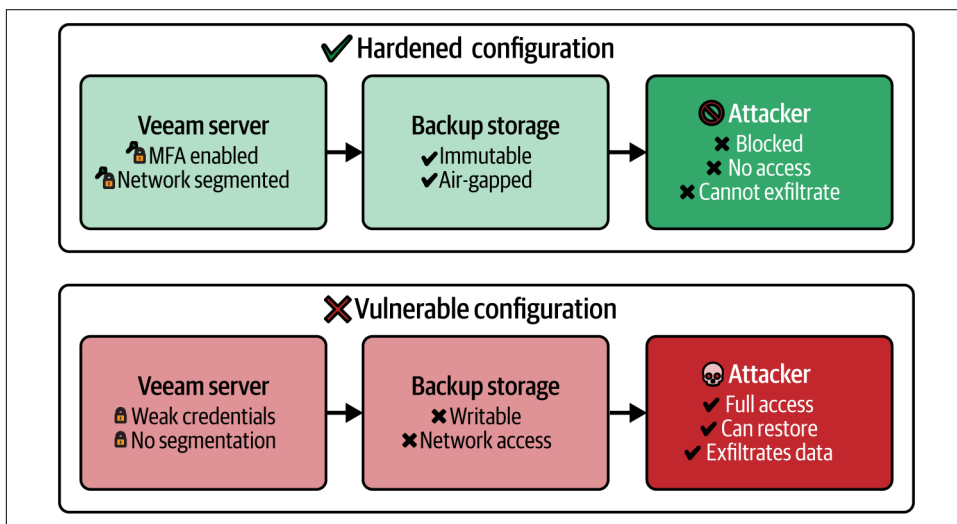 Hardened configuration
Veeam server
MFA enabled
Network segmented
Backup storage
Immutable
Air-gapped
Attacker
Blocked
No access
Cannot exfiltrate
Vulnerable configuration
Veeam server
Weak credentials
No segmentation
Backup storage
Writable
Network access
Attacker
Full access
Can restore
Exfiltrates data